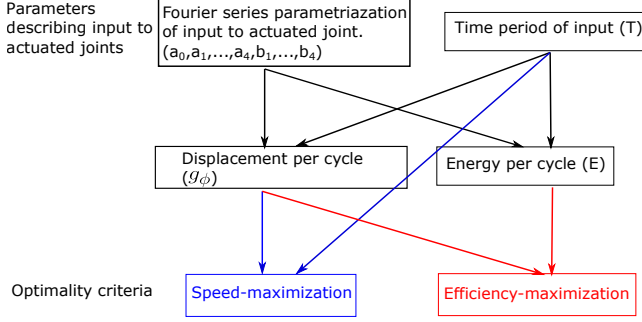 Parameters
describing input to
actuated joints
Fourier series parametriazation
of input to actuated joint.
(a₀,a₁,...,a₄,b₁,...,b₄)
Time period of input (T)
Displacement per cycle
(gϕ)
Energy per cycle (E)
Optimality criteria
Speed-maximization
Efficiency-maximization